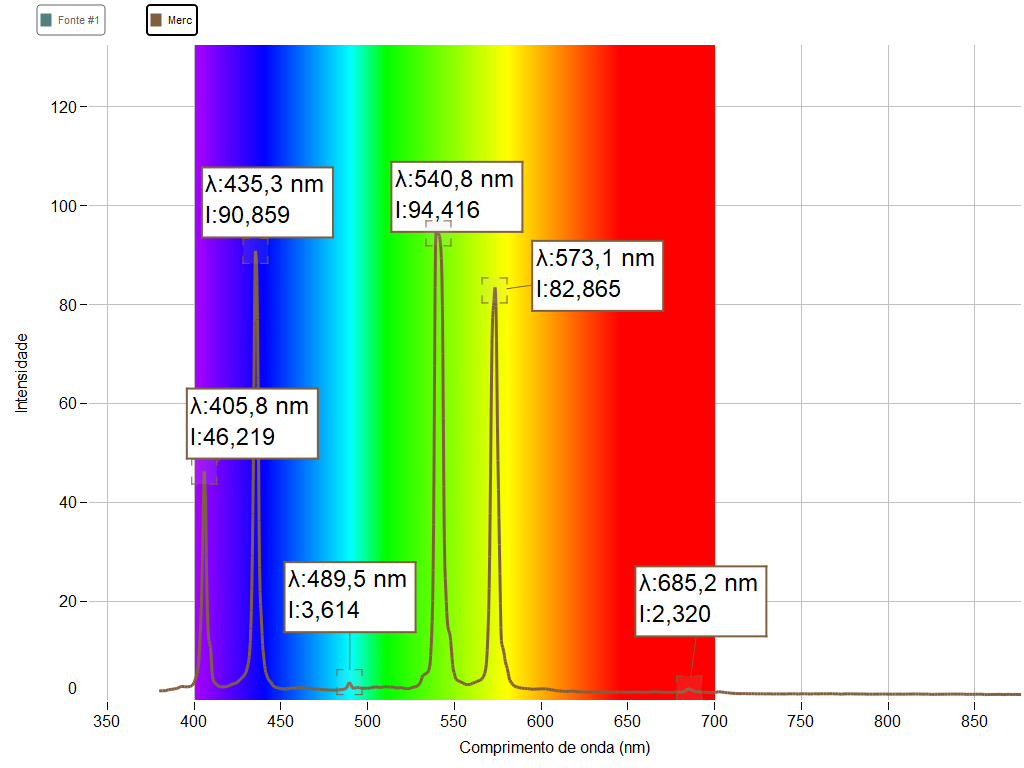 Fonte #1
Merc
120
100
80
60
40
20
0
Intensidade
λ:435,3 nm
I:90,859
λ:540,8 nm
I:94,416
λ:573,1 nm
I:82,865
λ:405,8 nm
I:46,219
λ:489,5 nm
I:3,614
λ:685,2 nm
I:2,320
350 400 450 500 550 600 650 700 750 800 850
Comprimento de onda (nm)